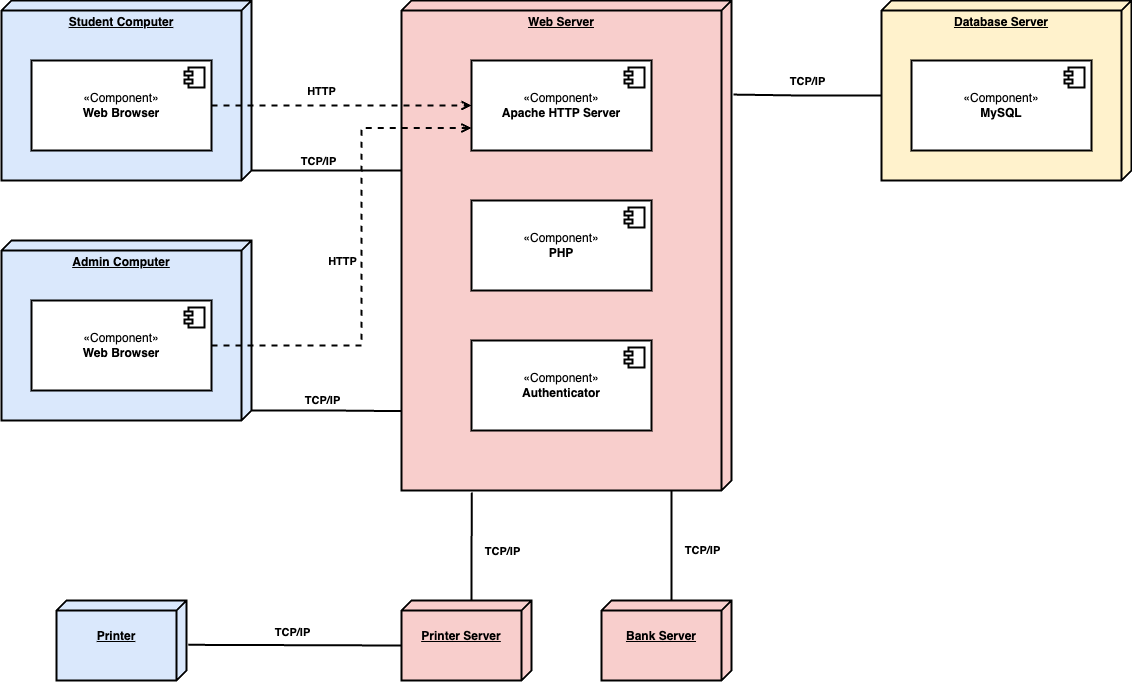 Student Computer
«Component»
Web Browser
HTTP
TCP/IP
Web Server
«Component»
Apache HTTP Server
«Component»
PHP
«Component»
Authenticator
TCP/IP
Database Server
«Component»
MySQL
Admin Computer
«Component»
Web Browser
HTTP
TCP/IP
TCP/IP
TCP/IP
Printer
TCP/IP
Printer Server
Bank Server